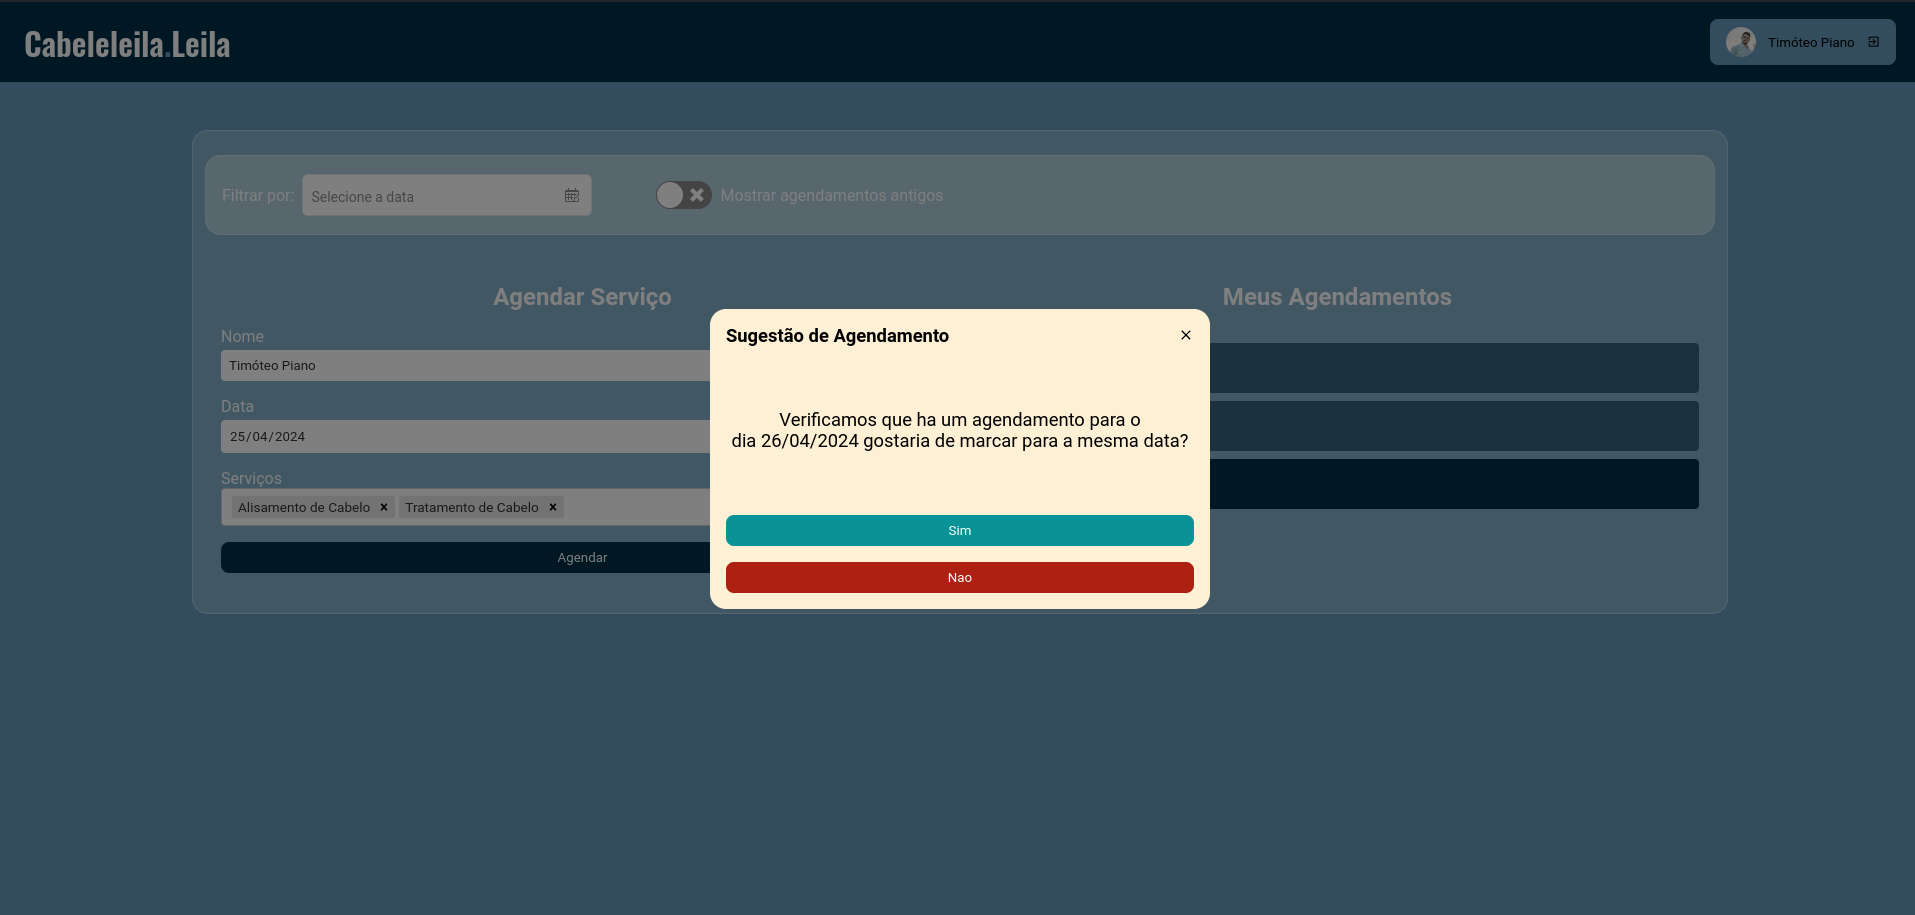 Cabeleleila.Leila
Timóteo Piano
Filtrar por:
Selecione a data
Mostrar agendamentos antigos
Agendar Serviço
Nome
Timóteo Piano
Data
25/04/2024
Serviços
Alisamento de Cabelo × Tratamento de Cabelo ×
Agendar
Meus Agendamentos
Sugestão de Agendamento ×
Verificamos que ha um agendamento para o
dia 26/04/2024 gostaria de marcar para a mesma data?
Sim
Nao